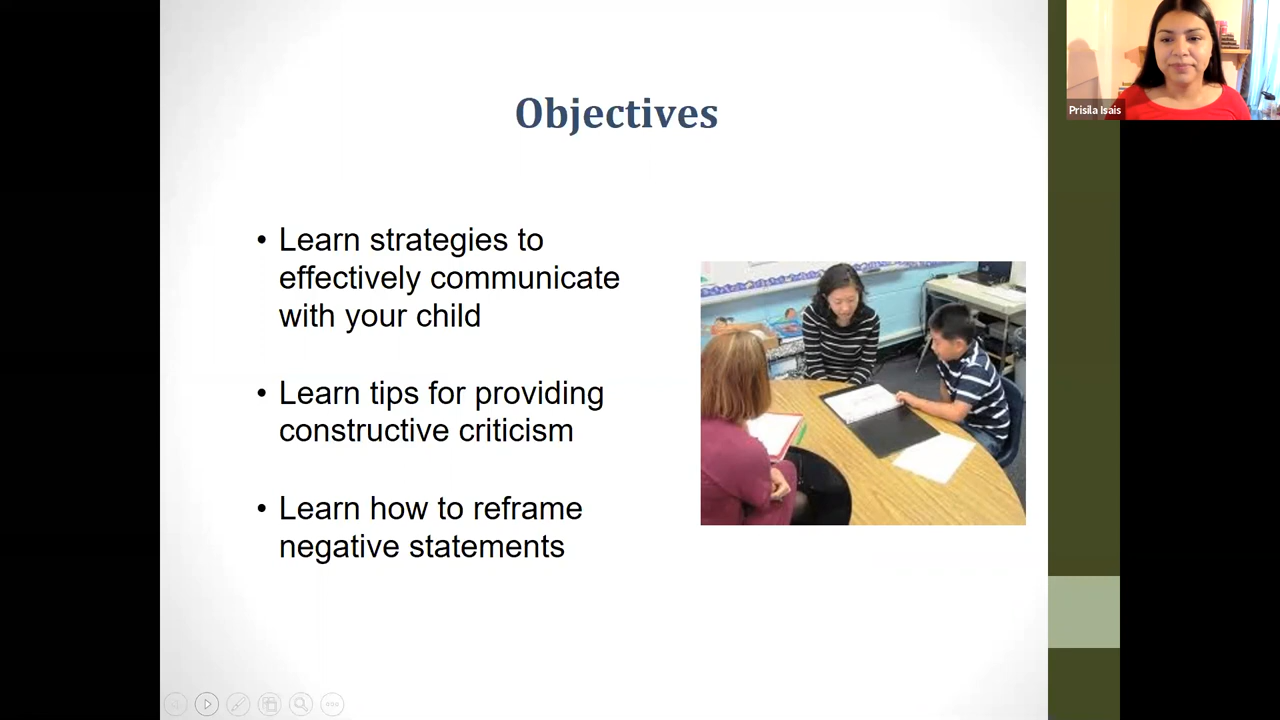 Objectives
• Learn strategies to
effectively communicate
with your child
• Learn tips for providing
constructive criticism
• Learn how to reframe
negative statements
Prisila Isais